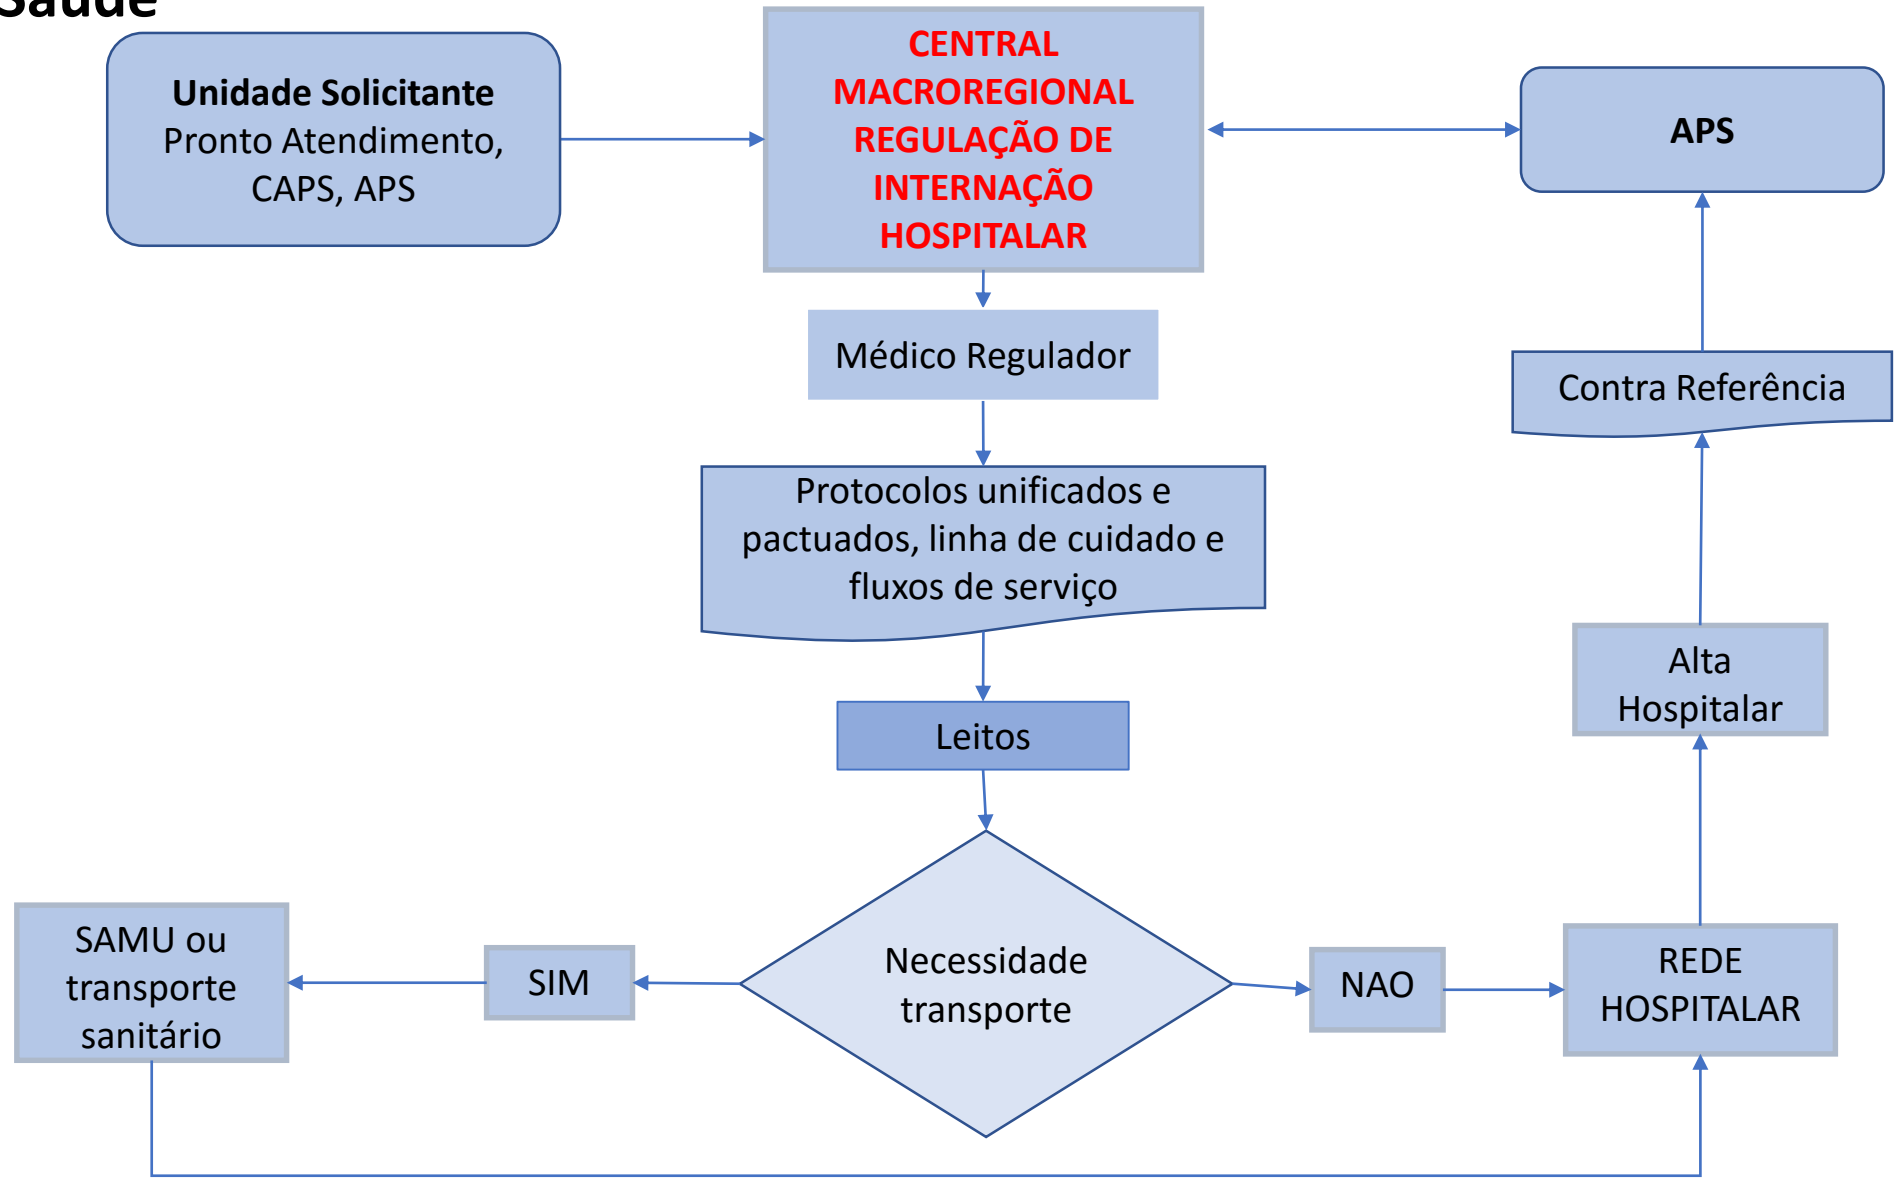 Saúde
Unidade Solicitante
Pronto Atendimento,
CAPS, APS
CENTRAL
MACROREGIONAL
REGULAÇÃO DE
INTERNAÇÃO
HOSPITALAR
APS
Médico Regulador
Contra Referência
Protocolos unificados e
pactuados, linha de cuidado e
fluxos de serviço
Alta
Hospitalar
Leitos
Necessidade
transporte
SIM
SAMU ou
transporte
sanitário
NAO
REDE
HOSPITALAR